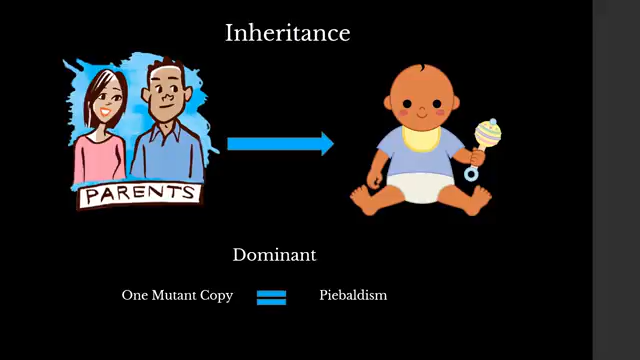 Inheritance
PARENTS
Dominant
One Mutant Copy
Piebaldism